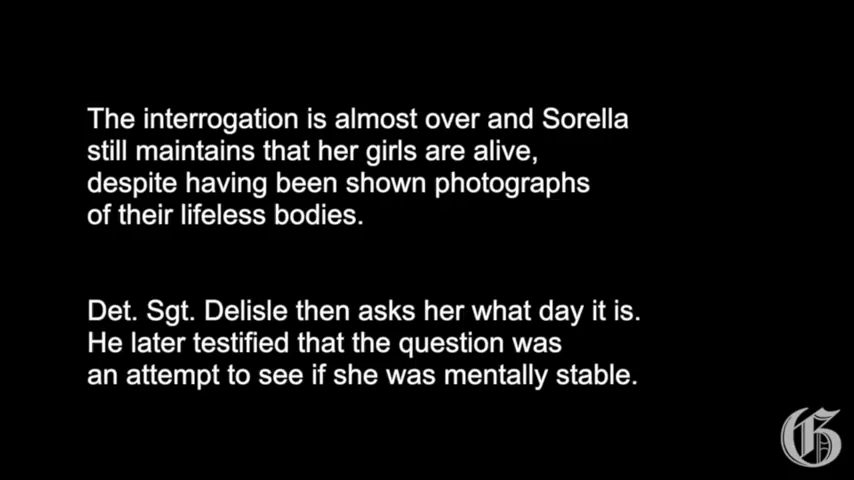 The interrogation is almost over and Sorella
still maintains that her girls are alive,
despite having been shown photographs
of their lifeless bodies.
Det. Sgt. Delisle then asks her what day it is.
He later testified that the question was
an attempt to see if she was mentally stable.
G